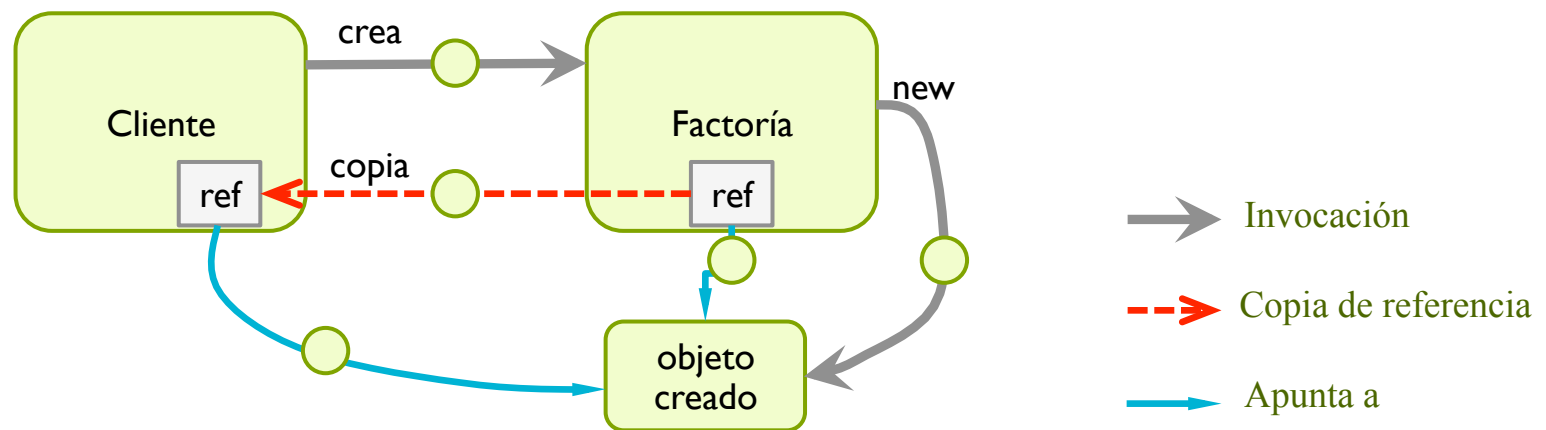 crea
new
Cliente
Factoría
copia
ref
ref
objeto
creado
Invocación
Copia de referencia
Apunta a